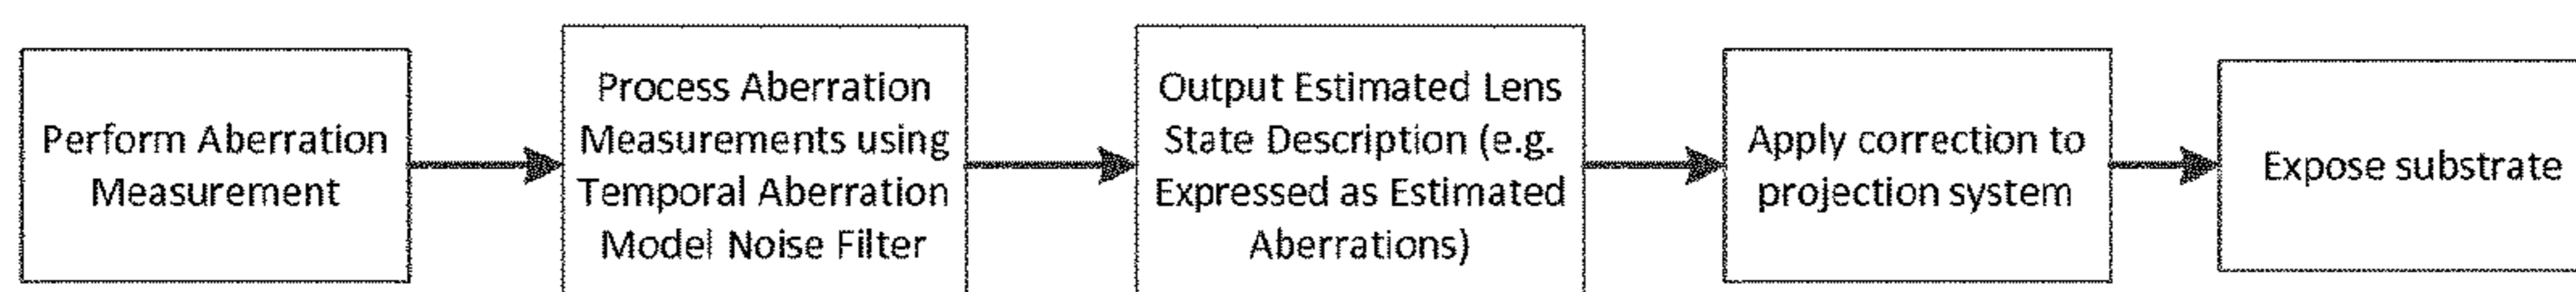 Perform Aberration
Measurement
Process Aberration
Measurements using
Temporal Aberration
Model Noise Filter
Output Estimated Lens
State Description (e.g.
Expressed as Estimated
Aberrations)
Apply correction to
projection system
Expose substrate